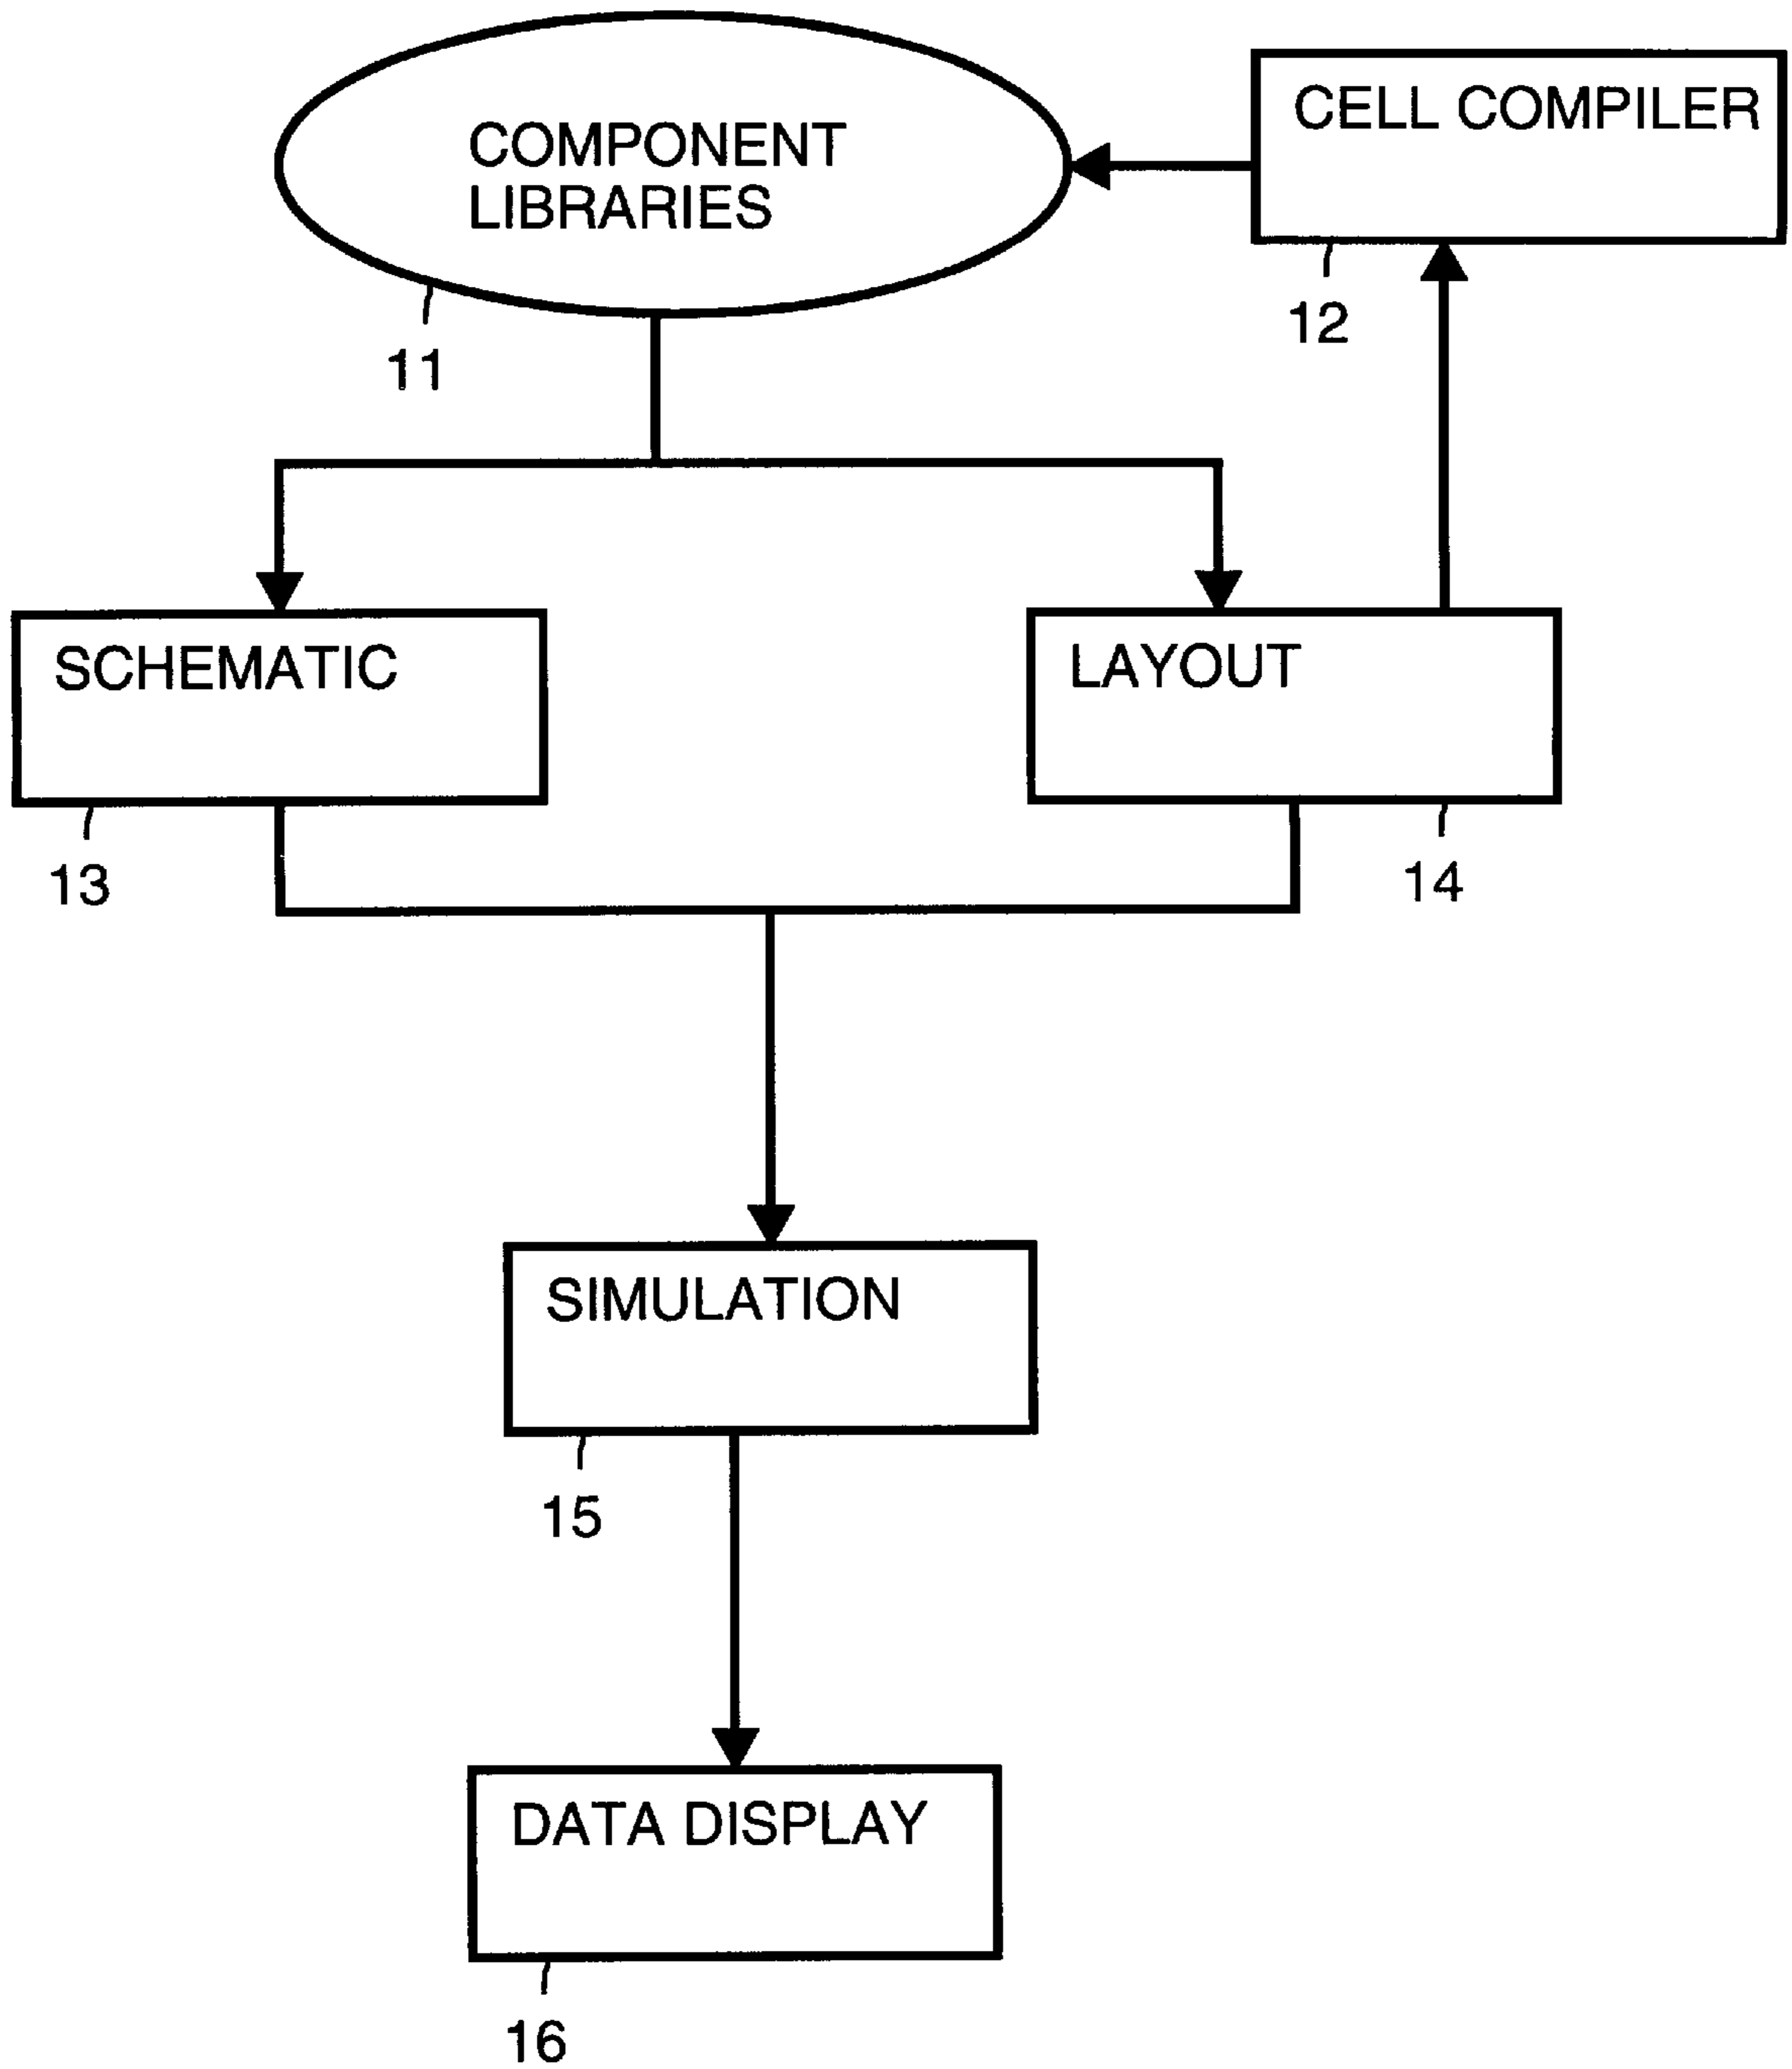 COMPONENT
LIBRARIES
CELL COMPILER
12
11
SCHEMATIC
LAYOUT
13
14
SIMULATION
15
DATA DISPLAY
16